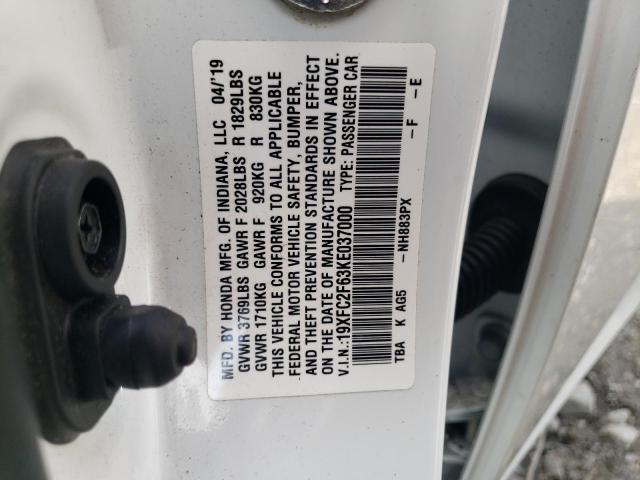 MFD. BY HONDA MFG. OF INDIANA, LLC 04/'19
GVWR 3769LBS GAWR F 2028LBS R 1829LBS
GVWR 1710KG GAWR F 920KG R 830KG
THIS VEHICLE CONFORMS TO ALL APPLICABLE
FEDERAL MOTOR VEHICLE SAFETY, BUMPER,
AND THEFT PREVENTION STANDARDS IN EFFECT
ON THE DATE OF MANUFACTURE SHOWN ABOVE.
V.I.N.:19XFC2F63KE037000 TYPE: PASSENGER CAR
–NH883PX –F –E
TBA K AG5